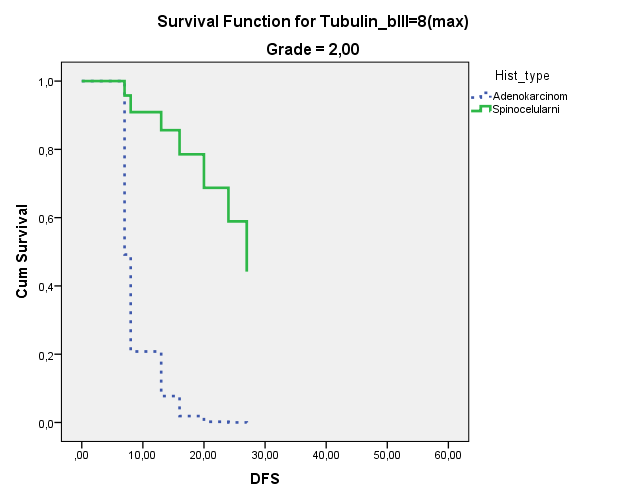 Survival Function for Tubulin_bIII=8(max)
Grade = 2,00
Hist_type
Adenokarcinom
Spinocelularni
Cum Survival
1,0
0,8
0,6
0,4
0,2
0,0
,00 10,00 20,00 30,00 40,00 50,00 60,00
DFS